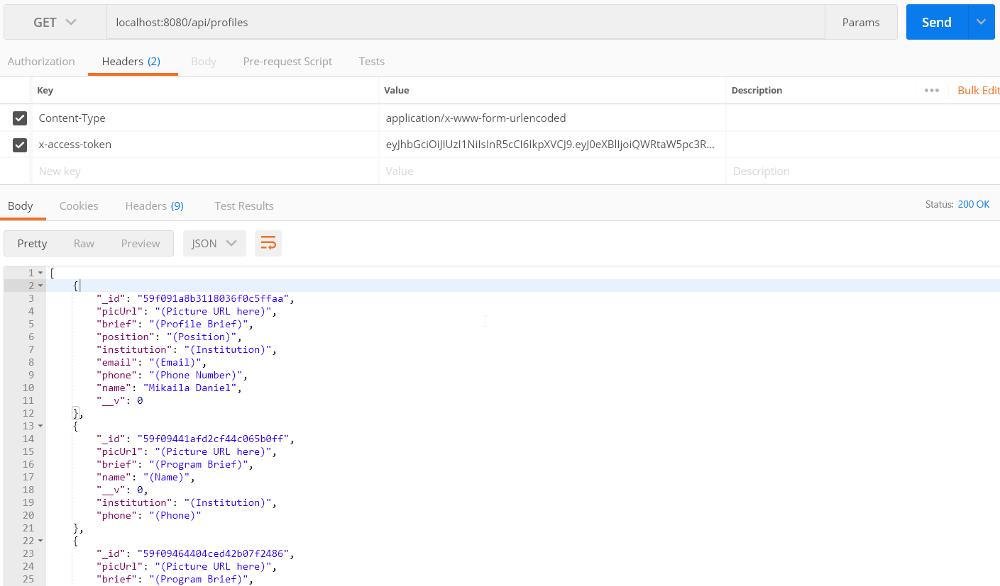 GET localhost:8080/api/profiles Params Send
Authorization Headers (2) Body Pre-request Script Tests
Key Value Description ••• Bulk Edit
Content-Type application/x-www-form-urlencoded
x-access-token eyJhbGciOiJIUzI1NiIsInR5cCI6IkpXVCJ9.eyJ0eXBlIjoiQWRtaW5pc3R...
New key Value Description
Body Cookies Headers (9) Test Results Status: 200 OK
Pretty Raw Preview JSON
1 [
2 {
3 "_id": "59f091a8b3118036f0c5ffaa",
4 "picUrl": "(Picture URL here)",
5 "brief": "(Profile Brief)",
6 "position": "(Position)",
7 "institution": "(Institution)",
8 "email": "(Email)",
9 "phone": "(Phone Number)",
10 "name": "Mikaila Daniel",
11 "__v": 0
12 },
13 {
14 "_id": "59f09441afd2cf44c065b0ff",
15 "picUrl": "(Picture URL here)",
16 "brief": "(Program Brief)",
17 "name": "(Name)",
18 "__v": 0,
19 "institution": "(Institution)",
20 "phone": "(Phone)"
21 },
22 {
23 "_id": "59f09464404ced42b07f2486",
24 "picUrl": "(Picture URL here)",
25 "brief": "(Program Brief)",